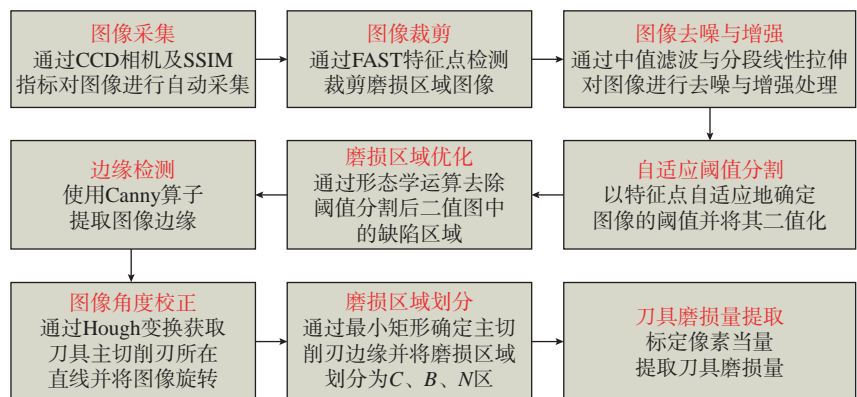 图像采集
通过CCD相机及SSIM
指标对图像进行自动采集
图像裁剪
通过FAST特征点检测
裁剪磨损区域图像
图像去噪与增强
通过中值滤波与分段线性拉伸
对图像进行去噪与增强处理
自适应阈值分割
以特征点自适应地确定
图像的阈值并将其二值化
磨损区域优化
通过形态学运算去除
阈值分割后二值图中
的缺陷区域
边缘检测
使用Canny算子
提取图像边缘
图像角度校正
通过Hough变换获取
刀具主切削刃所在
直线并将图像旋转
磨损区域划分
通过最小矩形确定主切
削刃边缘并将磨损区域
划分为C、B、N区
刀具磨损量提取
标定像素当量
提取刀具磨损量